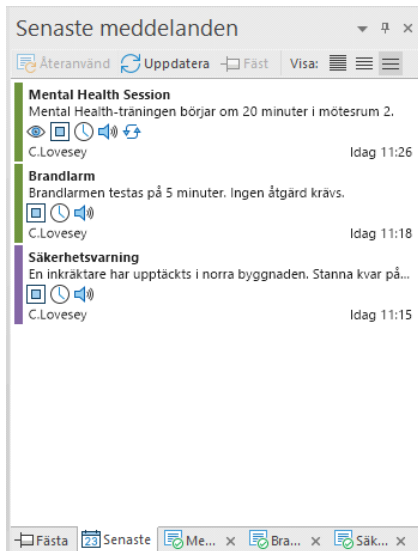 Senaste meddelanden
Återanvänd Uppdatera Fäst Visa:
Mental Health Session
Mental Health-träningen börjar om 20 minuter i mötesrum 2.
C.Lovesey Idag 11:26
Brandlarm
Brandlarmen testas på 5 minuter. Ingen åtgärd krävs.
C.Lovesey Idag 11:18
Säkerhetsvarning
En inkräktare har upptäckts i norra byggnaden. Stanna kvar på...
C.Lovesey Idag 11:15
Fästa 23 Senaste Me... Bra... Säk...